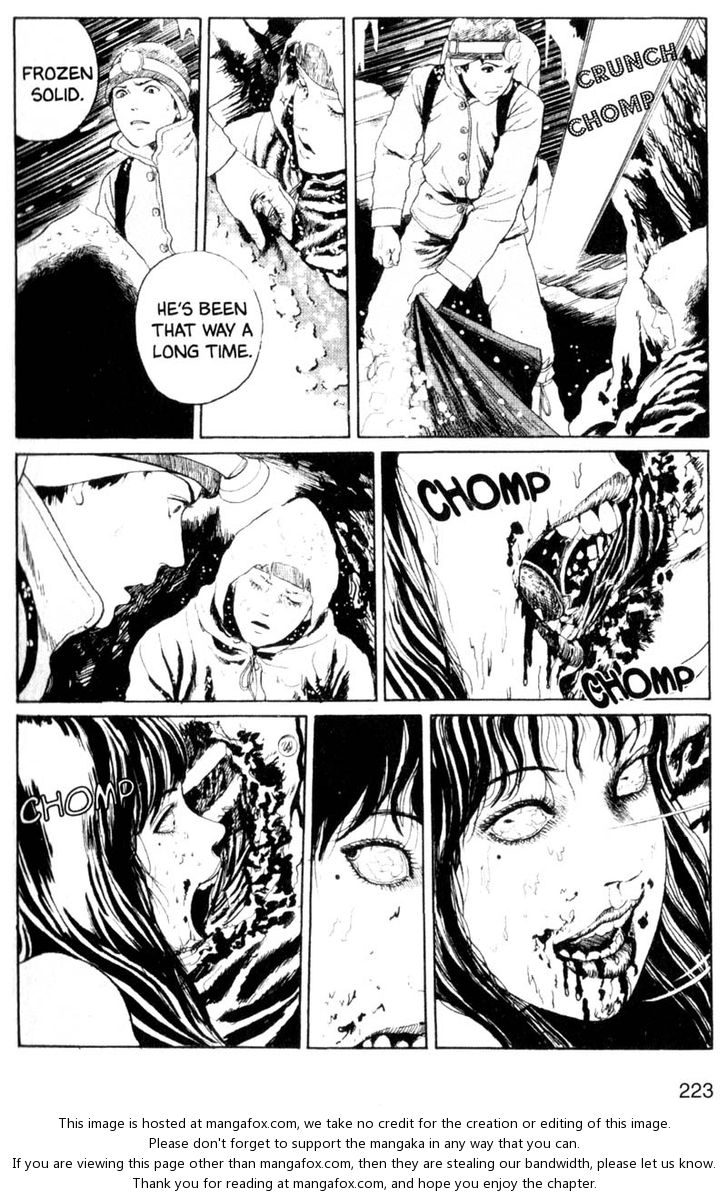 FROZEN
SOLID.
HE'S BEEN
THAT WAY A
LONG TIME.
CRUNCH
CHOMP
CHOMP
CHOMP
CHOMP
223
This image is hosted at mangafox.com, we take no credit for the creation or editing of this image.
Please don't forget to support the mangaka in any way that you can.
If you are viewing this page other than mangafox.com, then they are stealing our bandwidth, please let us know.
Thank you for reading at mangafox.com, and hope you enjoy the chapter.